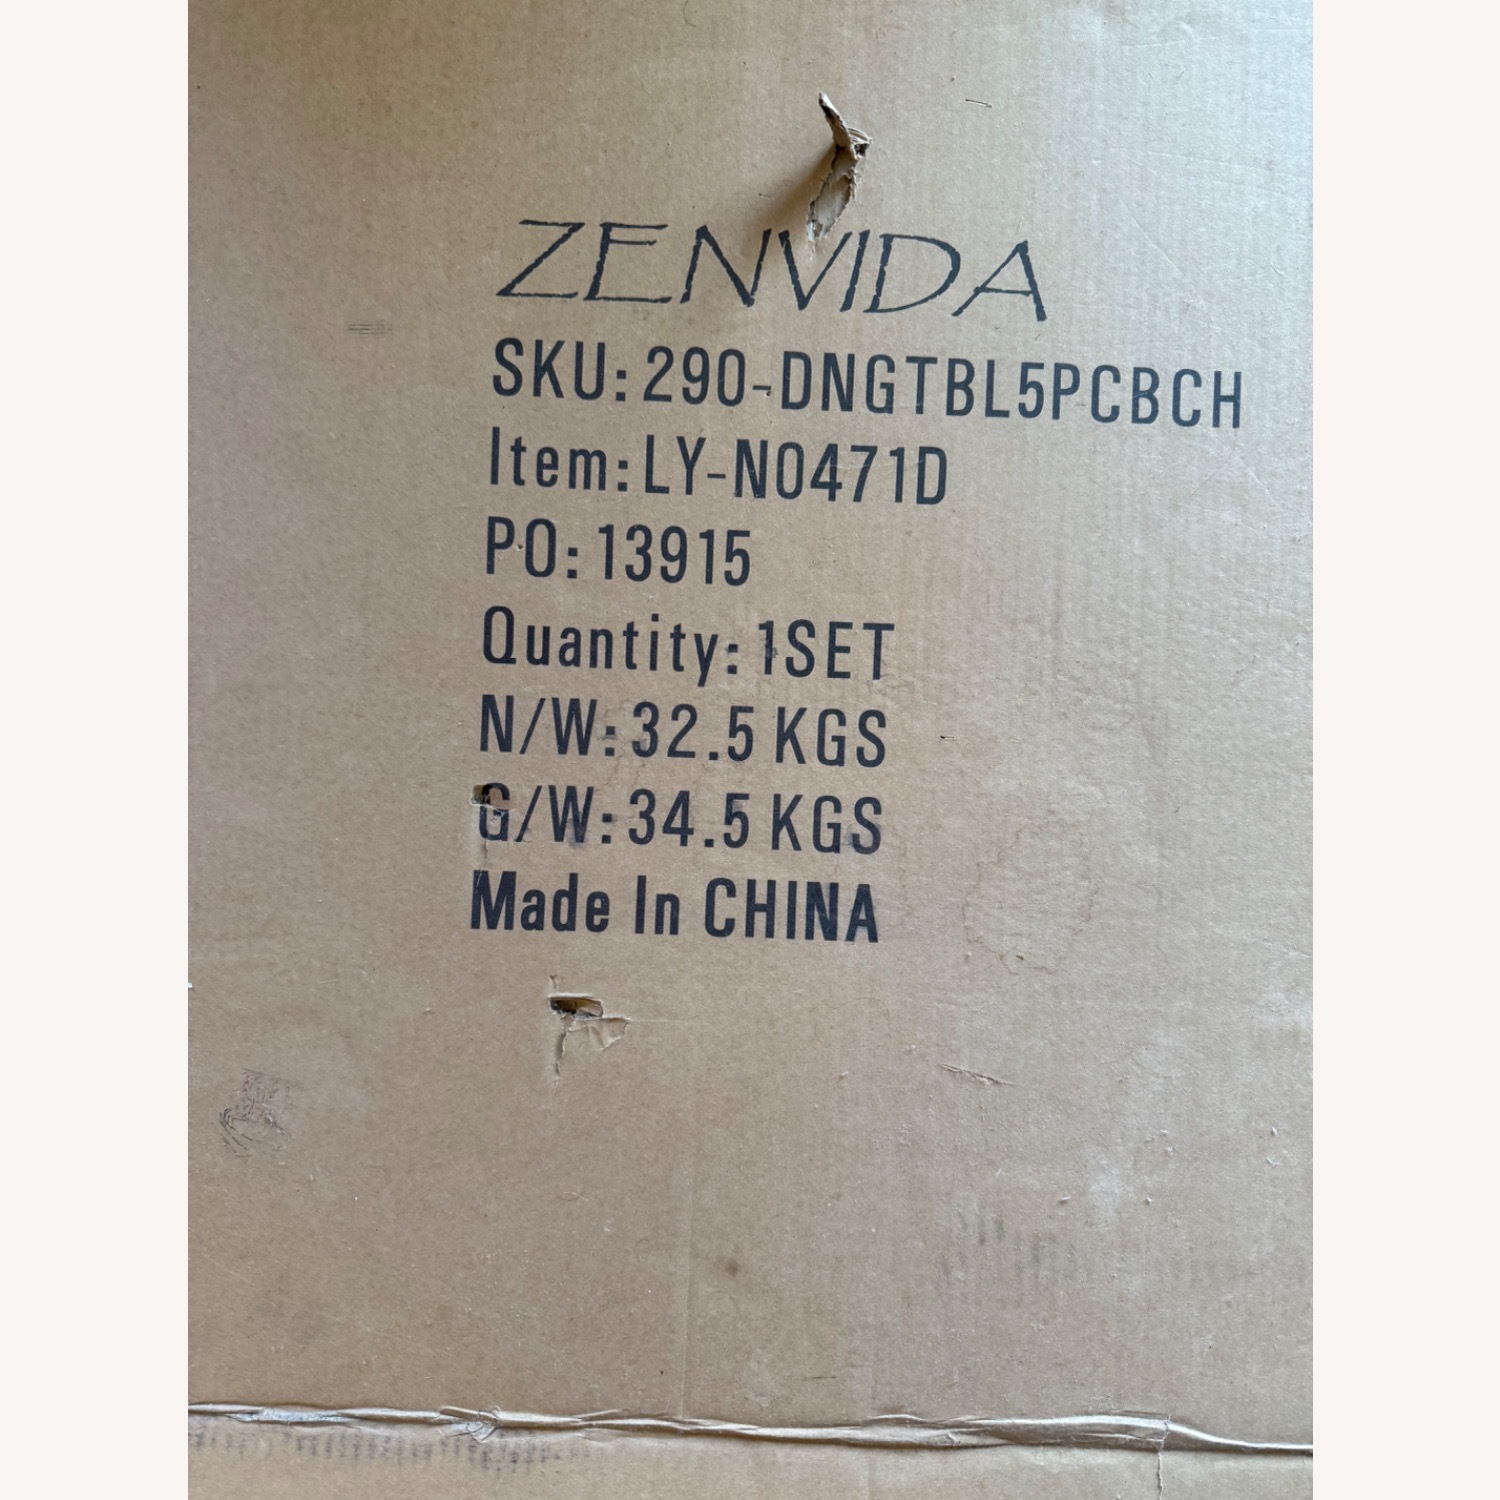 ZENVIDA
SKU: 290-DNGTBL5PCBCH
Item: LY-N0471D
PO: 13915
Quantity: 1SET
N/W: 32.5 KGS
G/W: 34.5 KGS
Made In CHINA